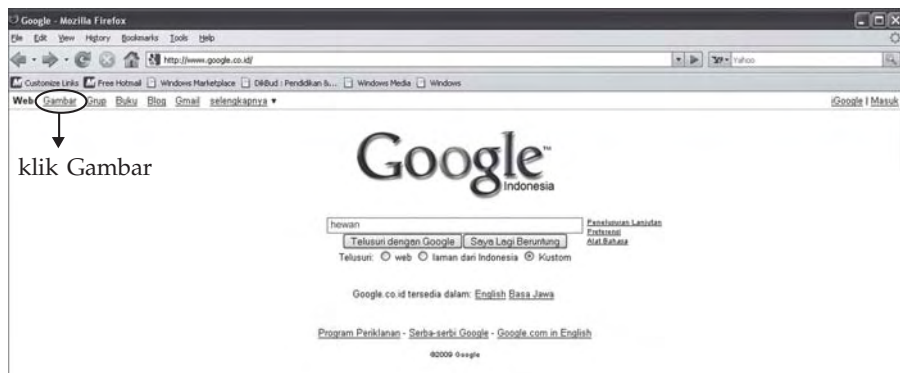 Google - Mozilla Firefox
File Edit View History Bookmarks Tools Help
http://www.google.co.id/ Yahoo
Customize Links Free Hotmail Windows Marketplace DikBud : Pendidikan &... Windows Media Windows
Web Gambar Grup Buku Blog Gmail selengkapnya ▼ iGoogle | Masuk
klik Gambar
Google™
Indonesia
hewan Penelusuran Lanjutan
Preferensi
Telusuri dengan Google Saya Lagi Beruntung Alat Bahasa
Telusuri: web laman dari Indonesia Kustom
Google.co.id tersedia dalam: English Basa Jawa
Program Periklanan - Serba-serbi Google - Google.com in English
©2009 Google